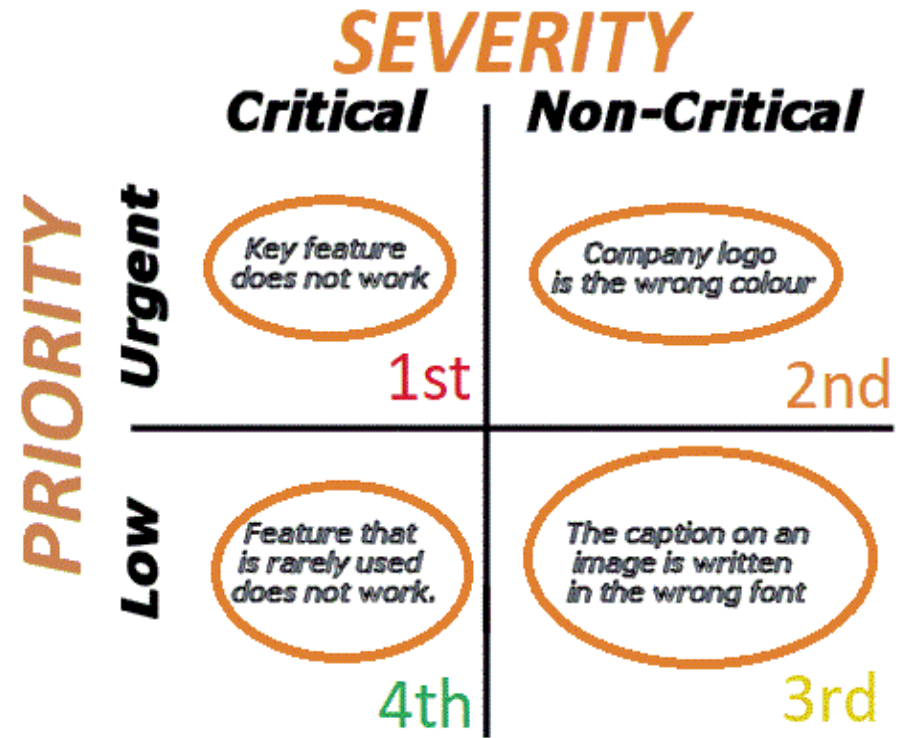 SEVERITY
Critical
Non-Critical
PRIORITY
Urgent
Key feature
does not work
1st
Company logo
is the wrong colour
2nd
Low
Feature that
is rarely used
does not work.
4th
The caption on an
image is written
in the wrong font
3rd